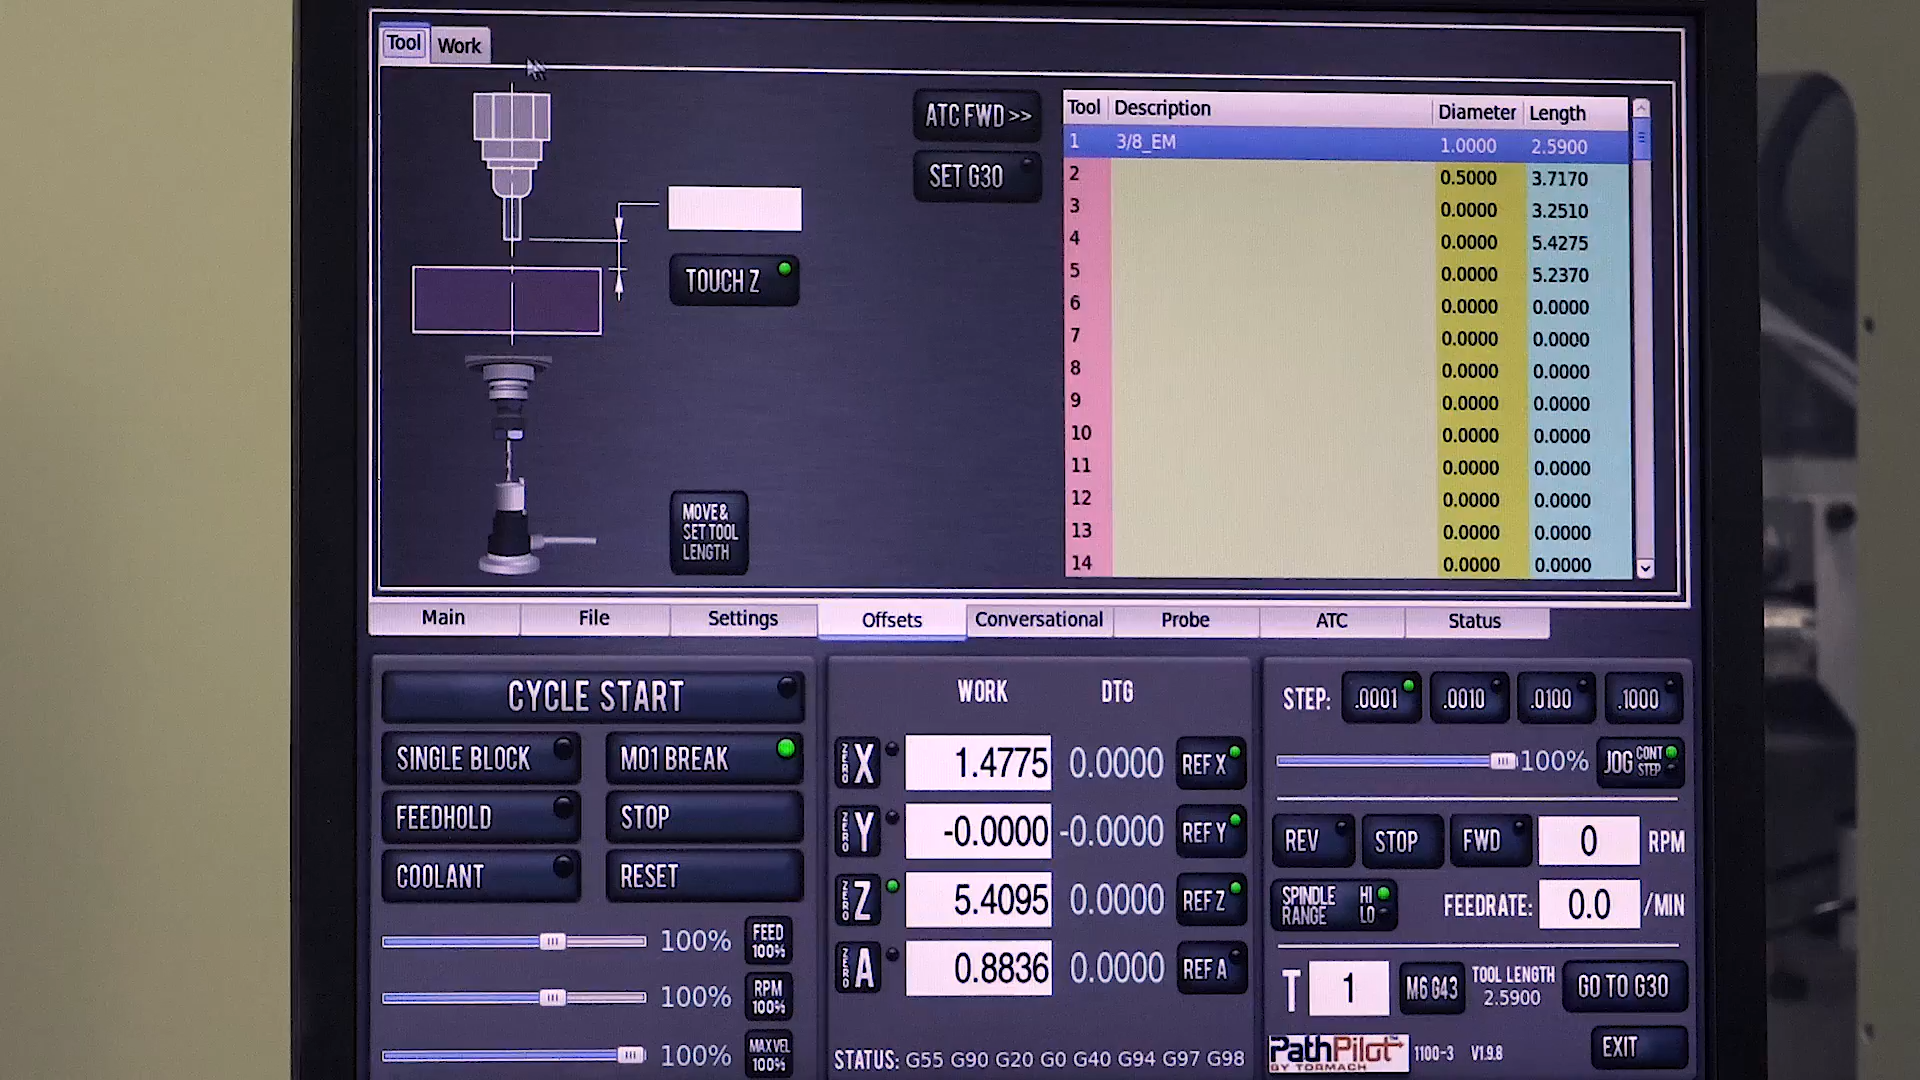 Tool Work
ATC FWD >>
SET G30
TOUCH Z
MOVE &
SET TOOL
LENGTH
Tool Description Diameter Length
1 3/8_EM 1.0000 2.5900
2 0.5000 3.7170
3 0.0000 3.2510
4 0.0000 5.4275
5 0.0000 5.2370
6 0.0000 0.0000
7 0.0000 0.0000
8 0.0000 0.0000
9 0.0000 0.0000
10 0.0000 0.0000
11 0.0000 0.0000
12 0.0000 0.0000
13 0.0000 0.0000
14 0.0000 0.0000
Main File Settings Offsets Conversational Probe ATC Status
CYCLE START
SINGLE BLOCK M01 BREAK
FEEDHOLD STOP
COOLANT RESET
100% FEED 100%
100% RPM 100%
100% MAX VEL 100%
WORK DTG
ZERO X 1.4775 0.0000 REF X
ZERO Y -0.0000 -0.0000 REF Y
ZERO Z 5.4095 0.0000 REF Z
ZERO A 0.8836 0.0000 REF A
STATUS: G55 G90 G20 G0 G40 G94 G97 G98
STEP: .0001 .0010 .0100 .1000
100% JOG CONT STEP
REV STOP FWD 0 RPM
SPINDLE RANGE HI LO FEEDRATE: 0.0 /MIN
T 1 M6 G43 TOOL LENGTH 2.5900 GO TO G30
PathPilot™ BY TORMACH 1100-3 V1.9.8 EXIT